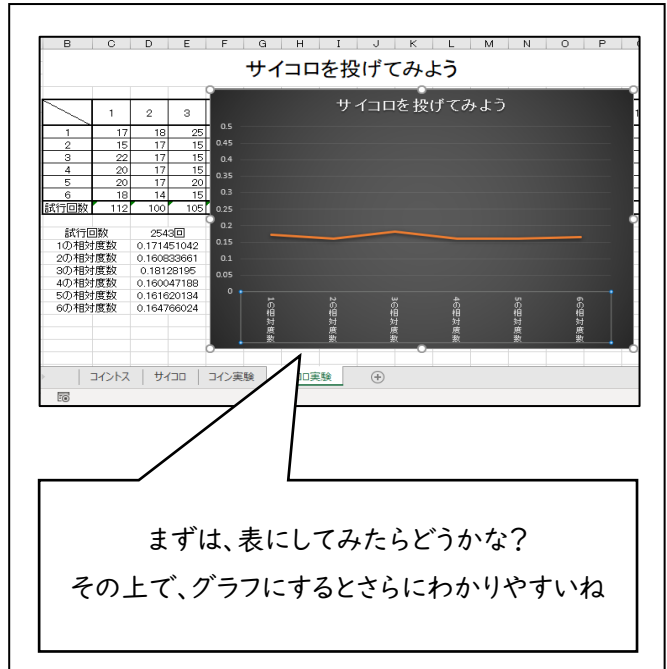 B C D E F G H I J K L M N O P
サイコロを投げてみよう
1 2 3
1 17 18 25
2 15 17 15
3 22 17 15
4 20 17 15
5 20 17 20
6 18 14 15
試行回数 112 100 105
試行回数 2543回
1の相対度数 0.171451042
2の相対度数 0.160833661
3の相対度数 0.18128195
4の相対度数 0.160047188
5の相対度数 0.161620134
6の相対度数 0.164766024
サイコロを投げてみよう
0.5
0.45
0.4
0.35
0.3
0.25
0.2
0.15
0.1
0.05
0
1の相対度数
2の相対度数
3の相対度数
4の相対度数
5の相対度数
6の相対度数
コイントス サイコロ コイン実験 ロ実験
まずは、表にしてみたらどうかな?
その上で、グラフにするとさらにわかりやすいね